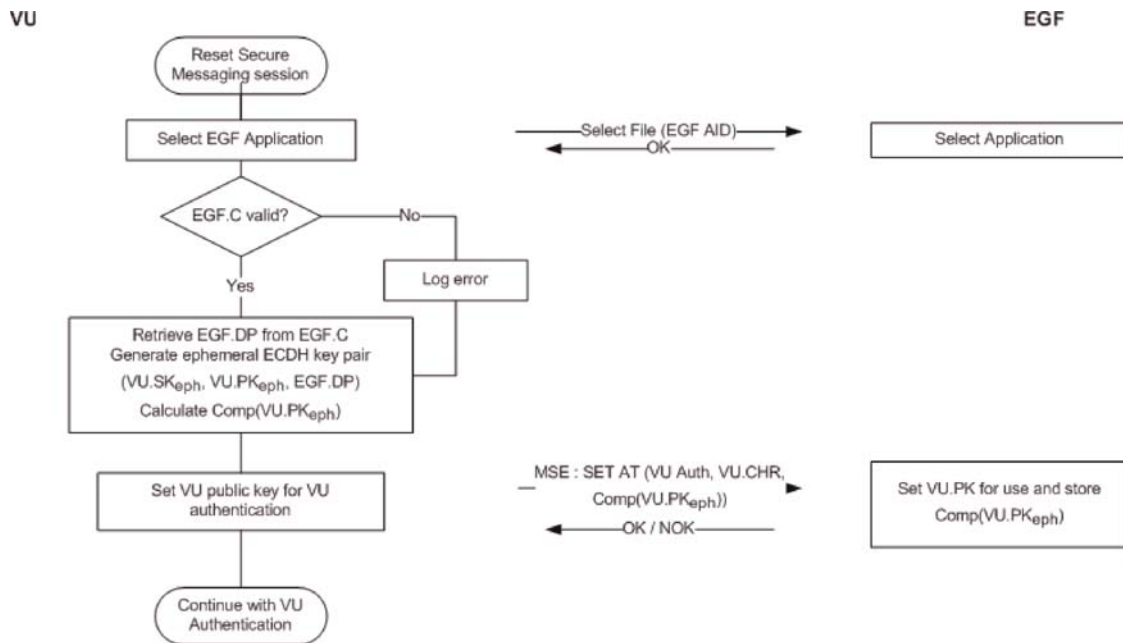 VU
EGF
Reset Secure
Messaging session
Select EGF Application
Select File (EGF AID)
OK
Select Application
EGF.C valid?
No
Log error
Yes
Retrieve EGF.DP from EGF.C
Generate ephemeral ECDH key pair
(VU.SKeph, VU.PKeph, EGF.DP)
Calculate Comp(VU.PKeph)
Set VU public key for VU
authentication
MSE : SET AT (VU Auth, VU.CHR,
Comp(VU.PKeph))
OK / NOK
Set VU.PK for use and store
Comp(VU.PKeph)
Continue with VU
Authentication